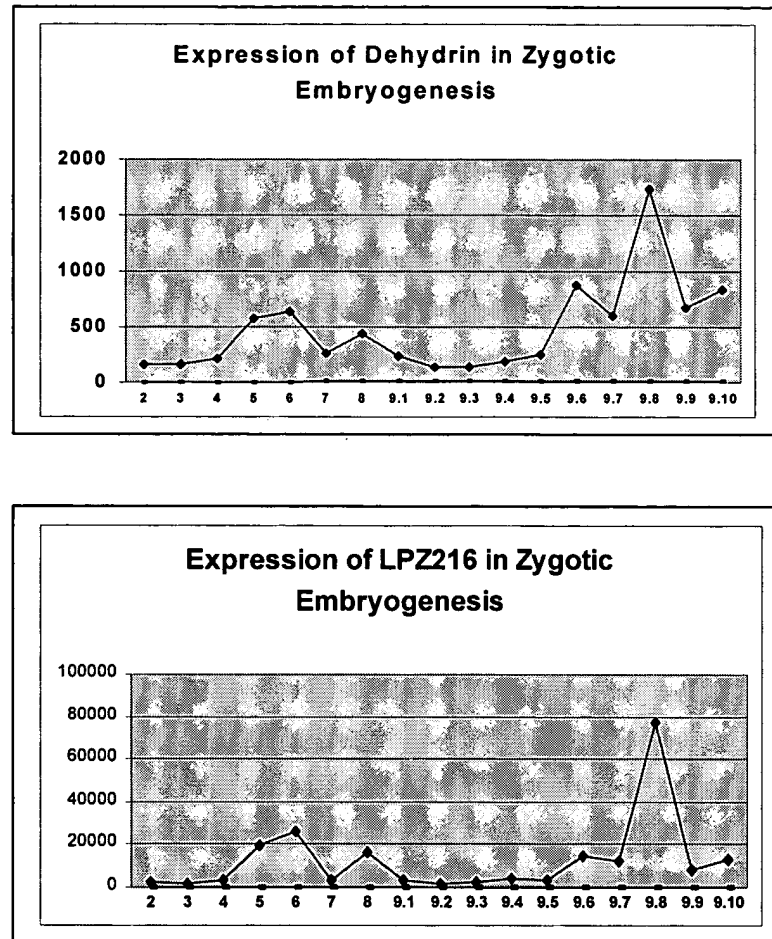 Expression of Dehydrin in Zygotic
Embryogenesis
2000
1500
1000
500
0
2 3 4 5 6 7 8 9.1 9.2 9.3 9.4 9.5 9.6 9.7 9.8 9.9 9.10
Expression of LPZ216 in Zygotic
Embryogenesis
100000
80000
60000
40000
20000
0
2 3 4 5 6 7 8 9.1 9.2 9.3 9.4 9.5 9.6 9.7 9.8 9.9 9.10